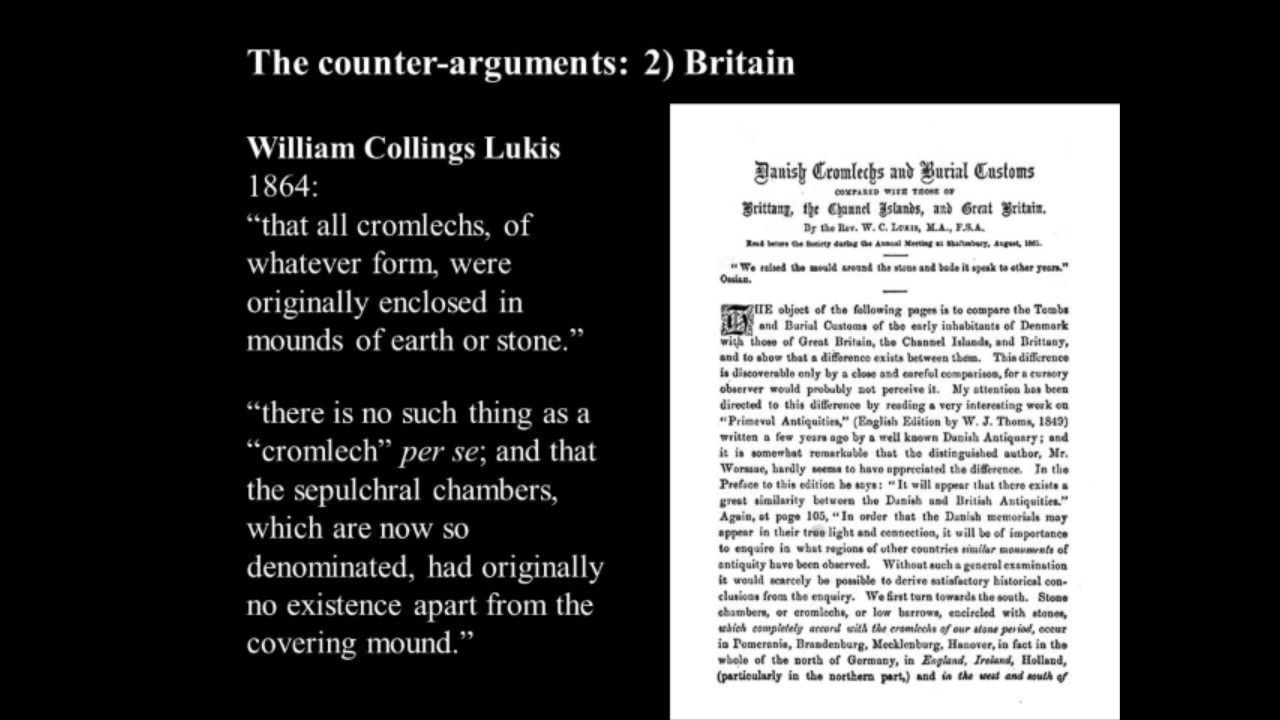 The counter-arguments: 2) Britain
William Collings Lukis
1864:
“that all cromlechs, of
whatever form, were
originally enclosed in
mounds of earth or stone.”
“there is no such thing as a
“cromlech” per se; and that
the sepulchral chambers,
which are now so
denominated, had originally
no existence apart from the
covering mound.”
Danish Cromlechs and Burial Customs
COMPARED WITH THOSE OF
Brittany, the Channel Islands, and Great Britain.
By the Rev. W. C. LUKIS, M.A., F.S.A.
Read before the Society during the Annual Meeting at Shaftesbury, August, 1861.
“We raised the mould around the stone and bade it speak to other years.”
Ossian.
THE object of the following pages is to compare the Tombs
and Burial Customs of the early inhabitants of Denmark
with those of Great Britain, the Channel Islands, and Brittany,
and to show that a difference exists between them. This difference
is discoverable only by a close and careful comparison, for a cursory
observer would probably not perceive it. My attention has been
directed to this difference by reading a very interesting work on
“Primeval Antiquities,” (English Edition by W. J. Thoms, 1849)
written a few years ago by a well known Danish Antiquary; and
it is somewhat remarkable that the distinguished author, Mr.
Worsaae, hardly seems to have appreciated the difference. In the
Preface to this edition he says: “It will appear that there exists a
great similarity between the Danish and British Antiquities.”
Again, at page 105, “In order that the Danish memorials may
appear in their true light and connection, it will be of importance
to enquire in what regions of other countries similar monuments of
antiquity have been observed. Without such a general examination
it would scarcely be possible to derive satisfactory historical con-
clusions from the enquiry. We first turn towards the south. Stone
chambers, or cromlechs, or low barrows, encircled with stones,
which completely accord with the cromlechs of our stone period, occur
in Pomerania, Brandenburg, Mecklenburg, Hanover, in fact in the
whole of the north of Germany, in England, Ireland, Holland,
(particularly in the northern part,) and in the west and south of